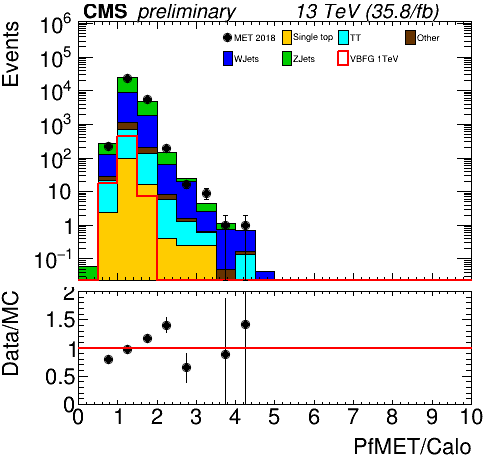 CMS preliminary 13 TeV (35.8/fb)
Events
10^6
10^5
10^4
10^3
10^2
10
1
10^-1
MET 2018 Single top TT Other
WJets ZJets VBFG 1TeV
Data/MC
2
1.5
1
0.5
0
0 1 2 3 4 5 6 7 8 9 10
PfMET/Calo